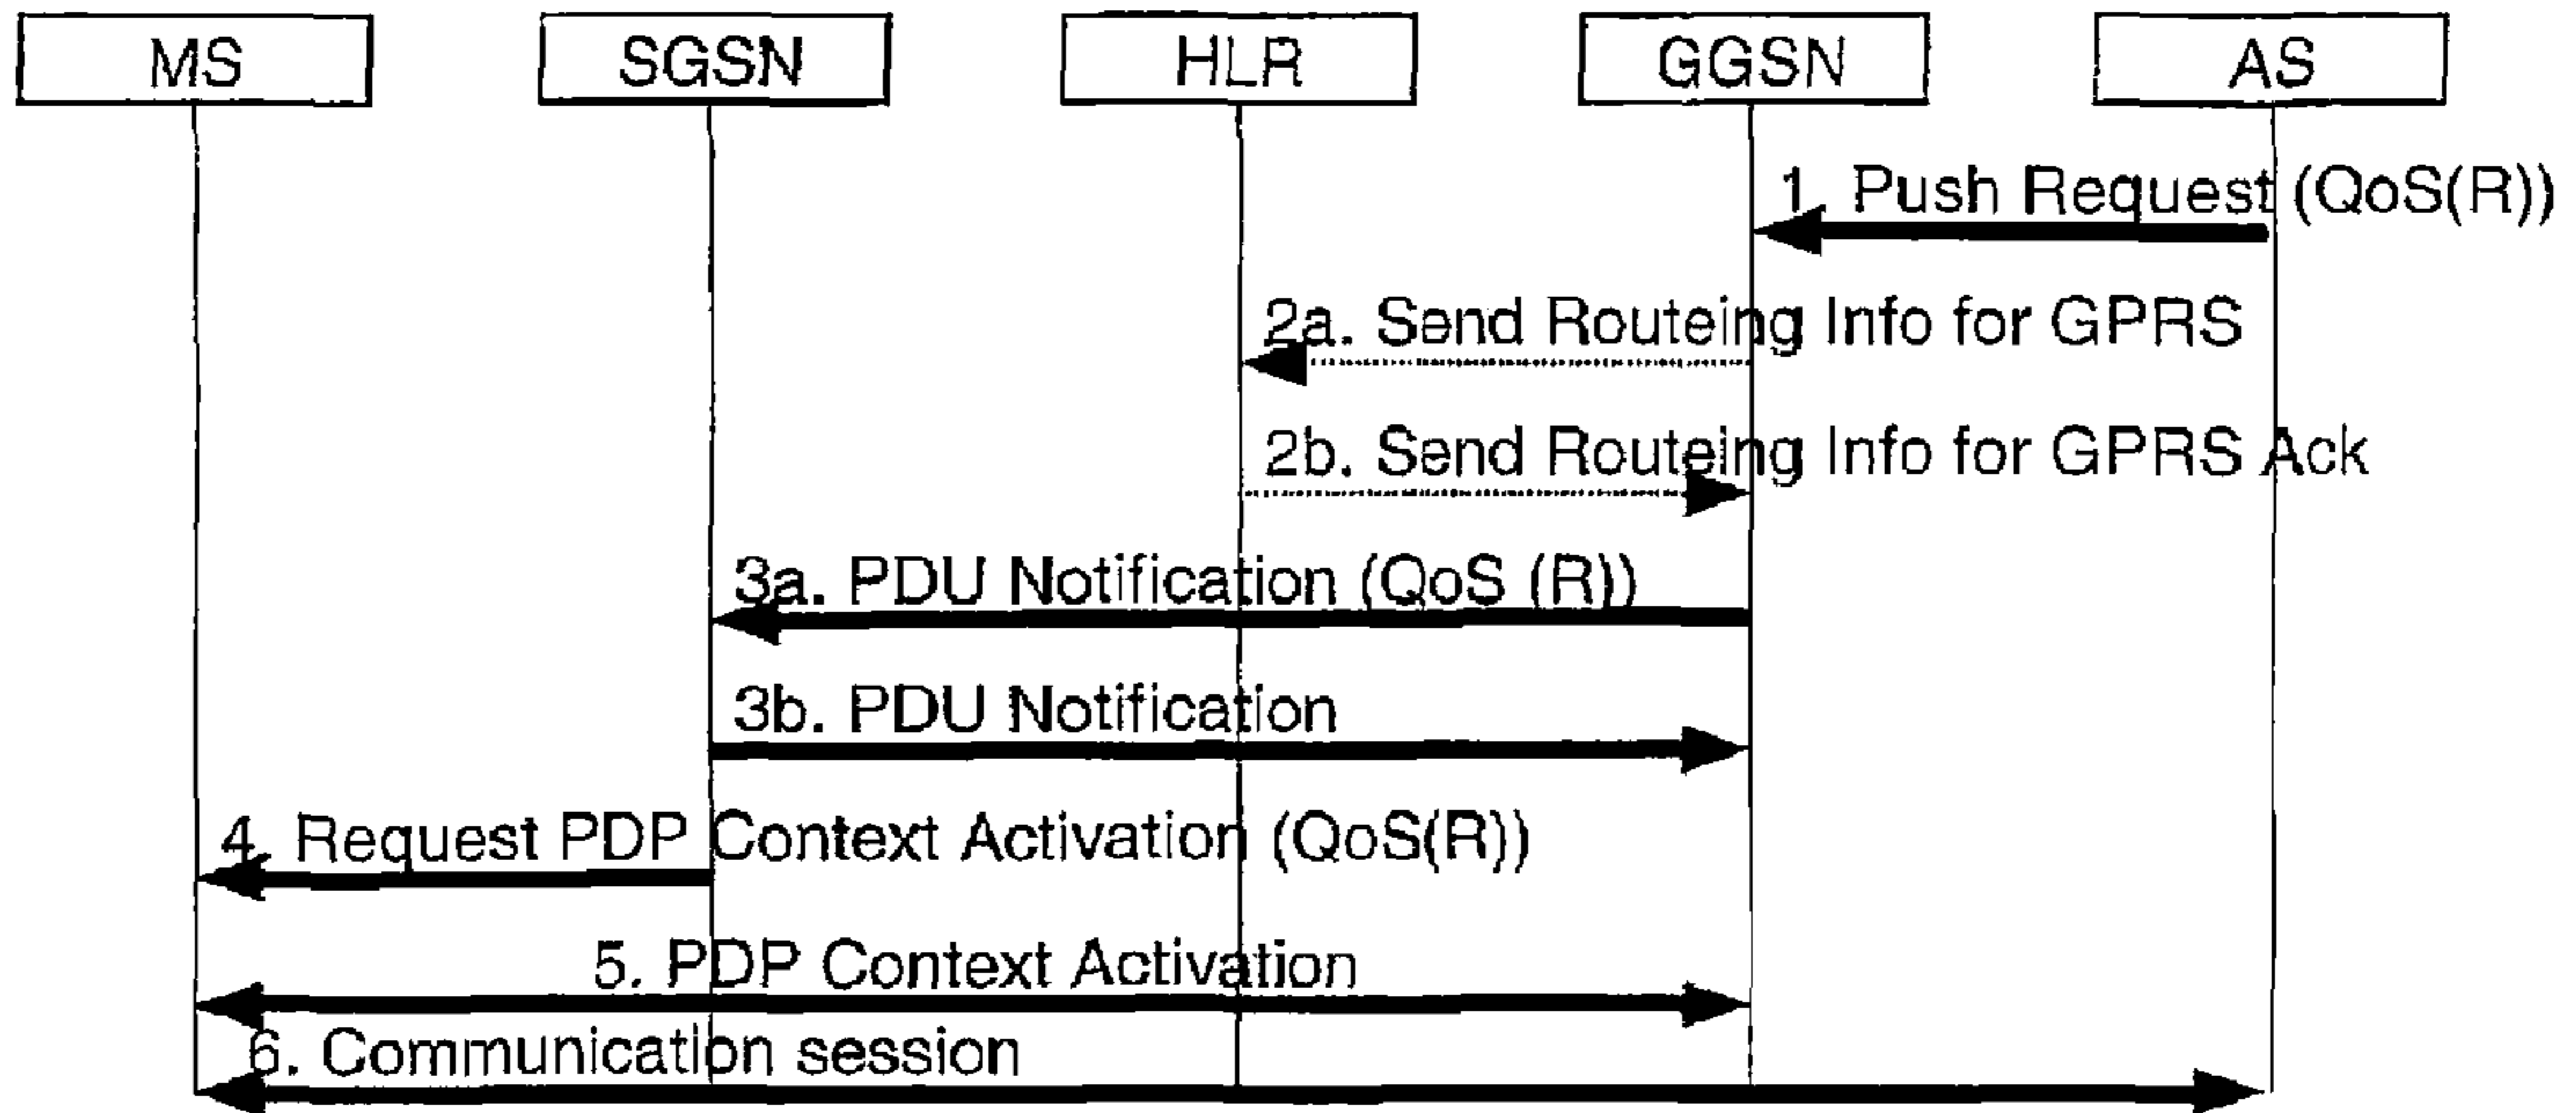 MS SGSN HLR GGSN AS
1. Push Request (QoS(R))
2a. Send Routeing Info for GPRS
2b. Send Routeing Info for GPRS Ack
3a. PDU Notification (QoS (R))
3b. PDU Notification
4. Request PDP Context Activation (QoS(R))
5. PDP Context Activation
6. Communication session